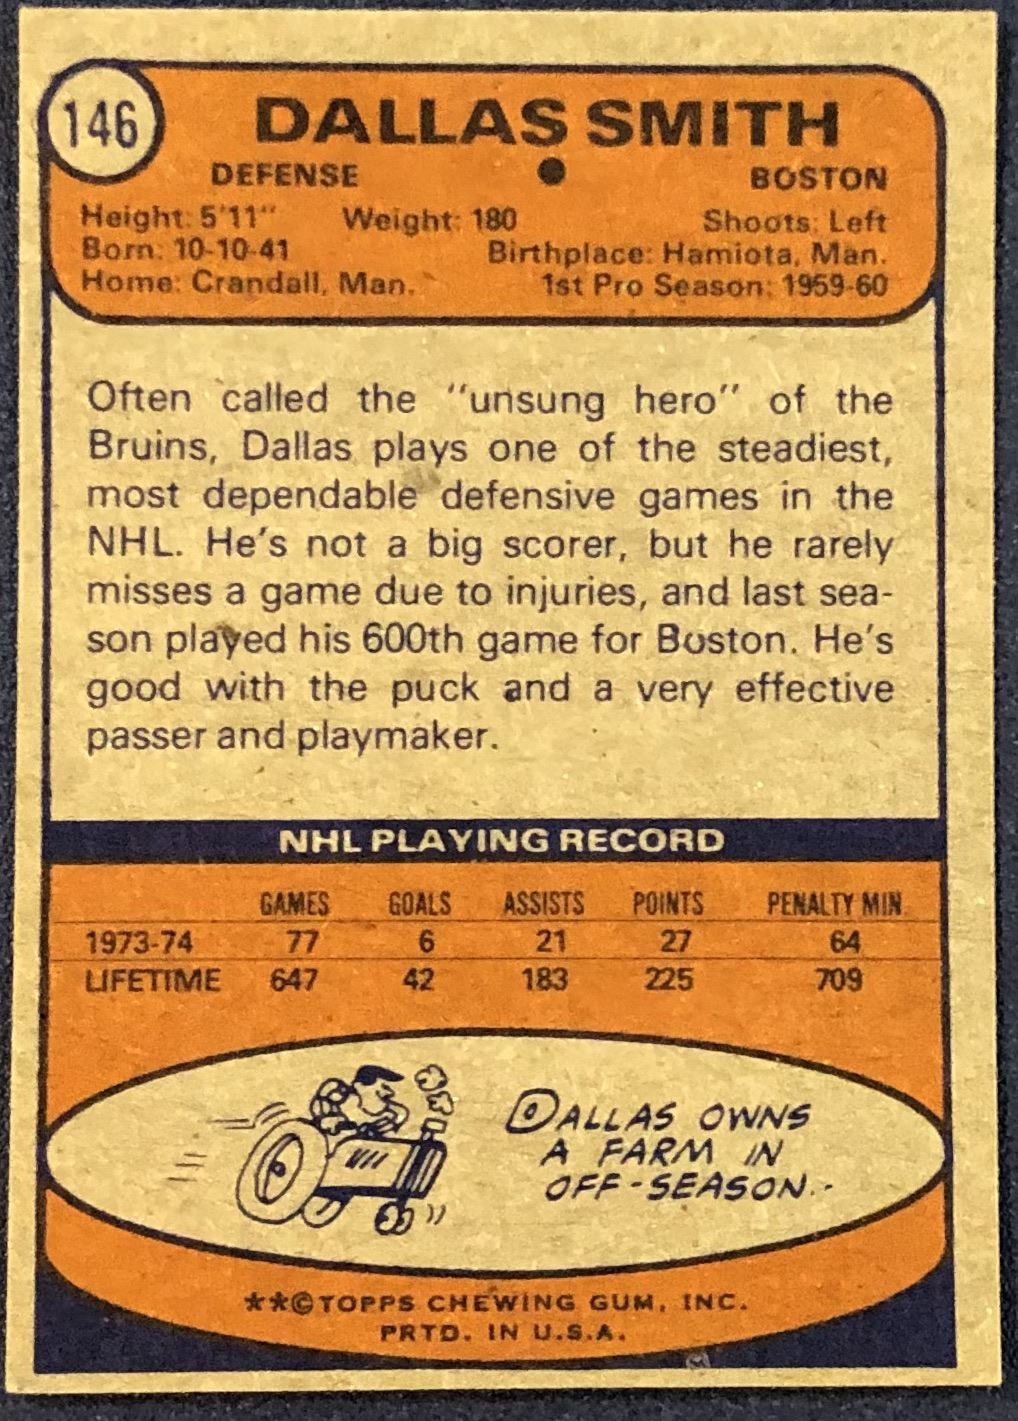 146
DALLAS SMITH
DEFENSE BOSTON
Height: 5'11" Weight: 180 Shoots: Left
Born: 10-10-41 Birthplace: Hamiota, Man.
Home: Crandall, Man. 1st Pro Season: 1959-60
Often called the "unsung hero" of the
Bruins, Dallas plays one of the steadiest,
most dependable defensive games in the
NHL. He's not a big scorer, but he rarely
misses a game due to injuries, and last sea-
son played his 600th game for Boston. He's
good with the puck and a very effective
passer and playmaker.
NHL PLAYING RECORD
GAMES GOALS ASSISTS POINTS PENALTY MIN.
1973-74 77 6 21 27 64
LIFETIME 647 42 183 225 709
DALLAS OWNS
A FARM IN
OFF-SEASON.
**©TOPPS CHEWING GUM, INC.
PRTD. IN U.S.A.